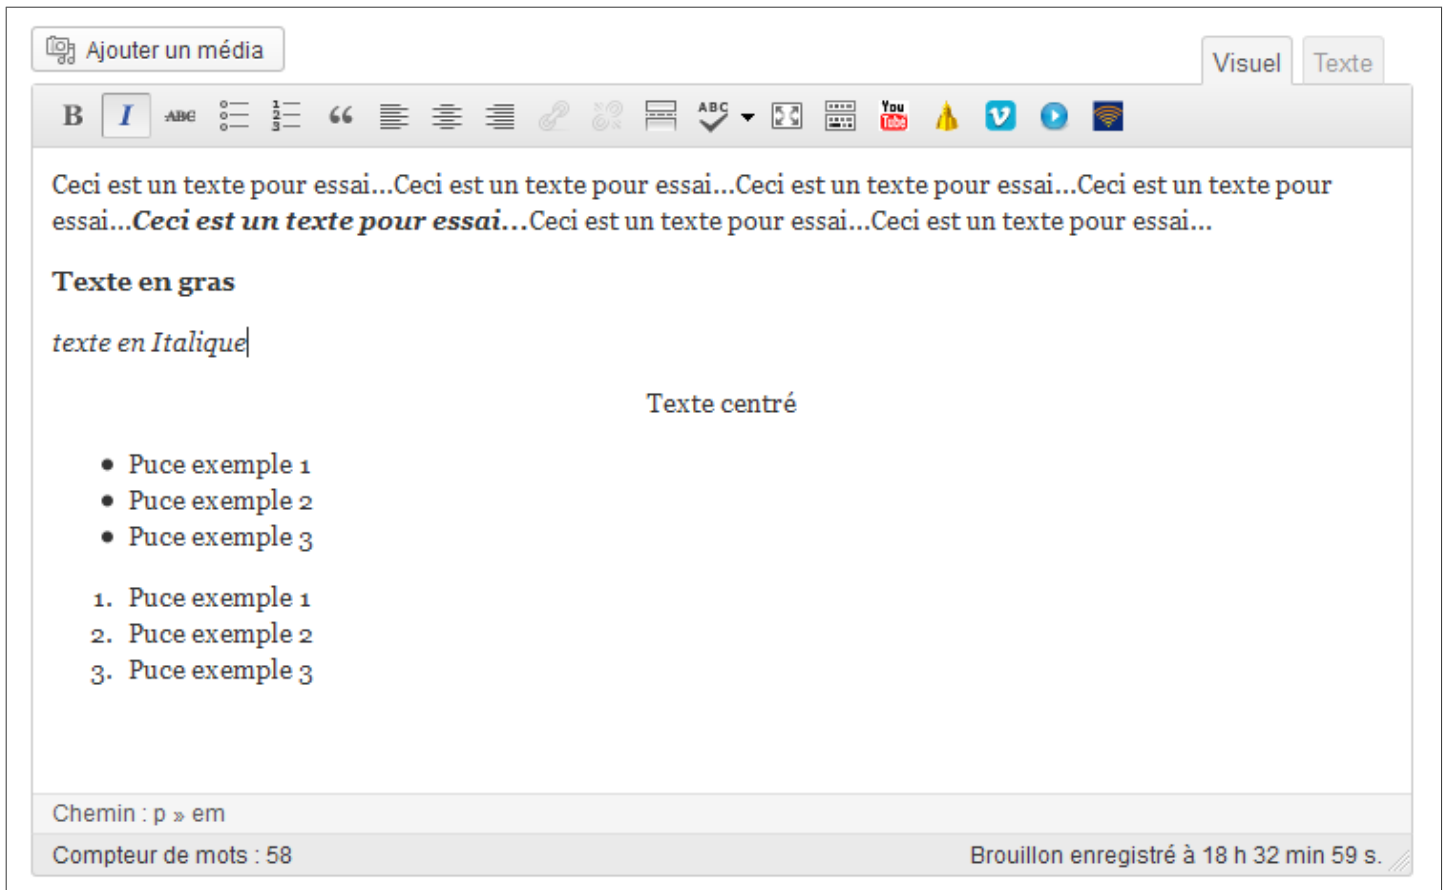 Ajouter un média
Visuel Texte
B I ABC 1 2 3 “ ABC You Tube
Ceci est un texte pour essai...Ceci est un texte pour essai...Ceci est un texte pour essai...Ceci est un texte pour
essai...Ceci est un texte pour essai...Ceci est un texte pour essai...Ceci est un texte pour essai...
Texte en gras
texte en Italique
Texte centré
• Puce exemple 1
• Puce exemple 2
• Puce exemple 3
1. Puce exemple 1
2. Puce exemple 2
3. Puce exemple 3
Chemin : p » em
Compteur de mots : 58 Brouillon enregistré à 18 h 32 min 59 s.